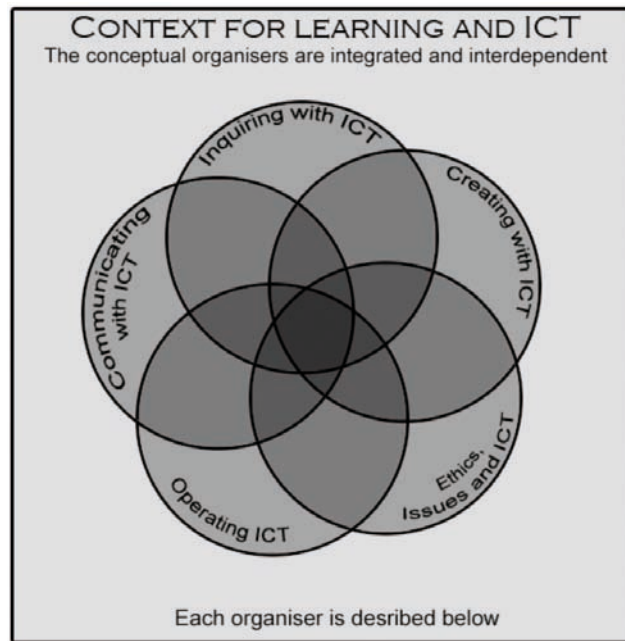 CONTEXT FOR LEARNING AND ICT
The conceptual organisers are integrated and interdependent
Inquiring with ICT
Creating with ICT
Communicating
with ICT
Ethics,
Issues and ICT
Operating ICT
Each organiser is desribed below